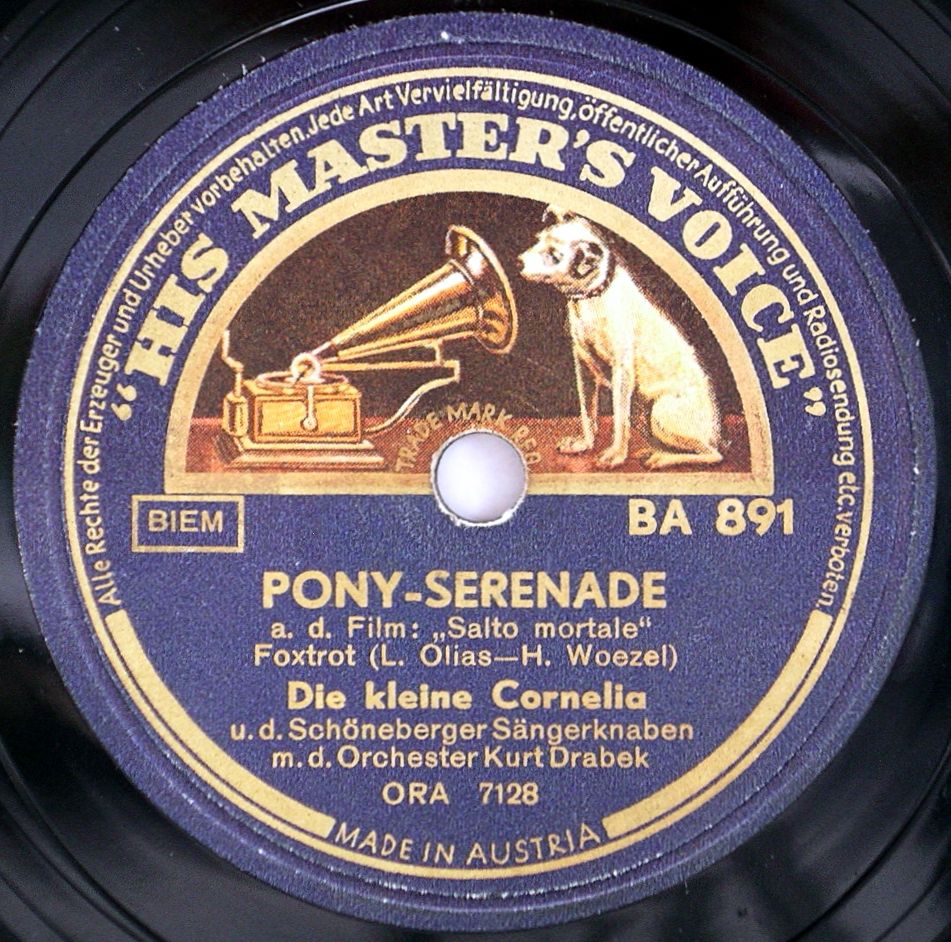 Alle Rechte der Erzeuger und Urheber vorbehalten. Jede Art Vervielfältigung, öffentlicher Aufführung und Radiosendung etc. verboten.
“HIS MASTER'S VOICE”
TRADE MARK REG
BIEM
BA 891
PONY-SERENADE
a. d. Film: „Salto mortale“
Foxtrot (L. Olias—H. Woezel)
Die kleine Cornelia
u. d. Schöneberger Sängerknaben
m. d. Orchester Kurt Drabek
ORA 7128
MADE IN AUSTRIA